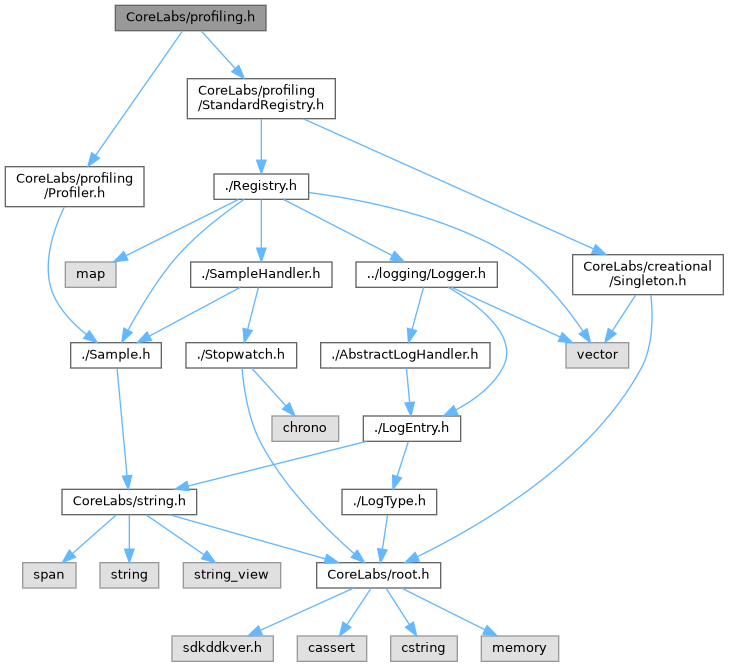 CoreLabs/profiling.h
CoreLabs/profiling
/StandardRegistry.h
CoreLabs/profiling
/Profiler.h
./Registry.h
map
./SampleHandler.h
../logging/Logger.h
CoreLabs/creational
/Singleton.h
./Sample.h
./Stopwatch.h
./AbstractLogHandler.h
vector
chrono
./LogEntry.h
CoreLabs/string.h
./LogType.h
span
string
string_view
CoreLabs/root.h
sdkddkver.h
cassert
cstring
memory